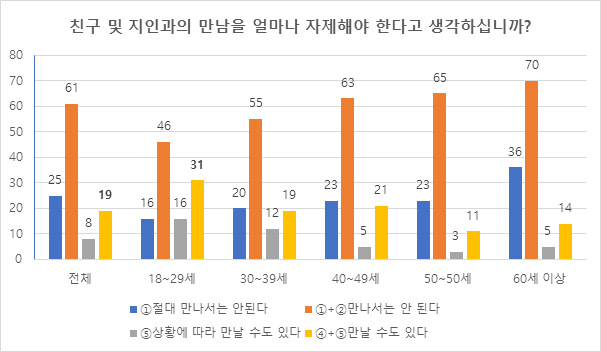 친구 및 지인과의 만남을 얼마나 자제해야 한다고 생각하십니까?
80
70
60
50
40
30
20
10
0
25 61 8 19
16 46 16 31
20 55 12 19
23 63 5 21
23 65 3 11
36 70 5 14
전체 18~29세 30~39세 40~49세 50~50세 60세 이상
①절대 만나서는 안된다 ①+②만나서는 안 된다
⑤상황에 따라 만날 수도 있다 ④+⑤만날 수도 있다